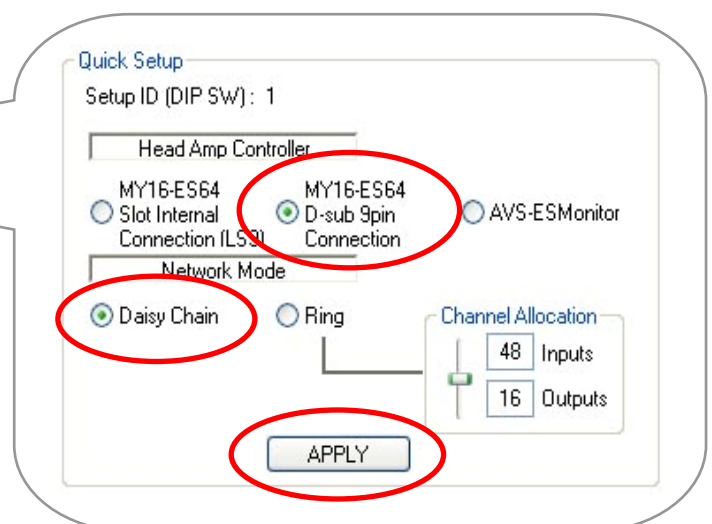 Quick Setup
Setup ID (DIP SW) : 1
Head Amp Controller
MY16-ES64
Slot Internal
Connection (LS9)
MY16-ES64
D-sub 9pin
Connection
AVS-ESMonitor
Network Mode
Daisy Chain
Ring
Channel Allocation
48 Inputs
16 Outputs
APPLY